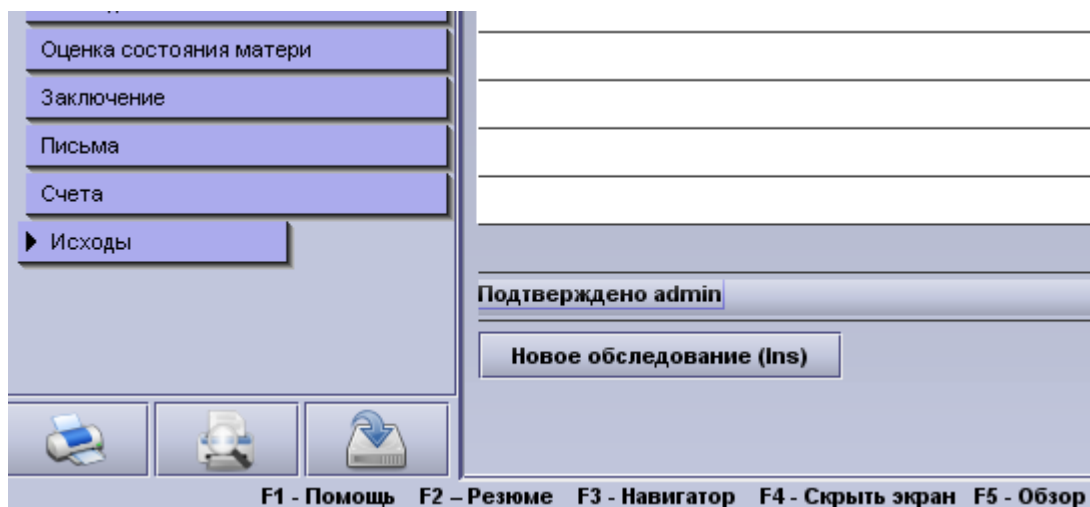 Оценка состояния матери
Заключение
Письма
Счета
Исходы
Подтверждено admin
Новое обследование (Ins)
F1 - Помощь F2 – Резюме F3 - Навигатор F4 - Скрыть экран F5 - Обзор